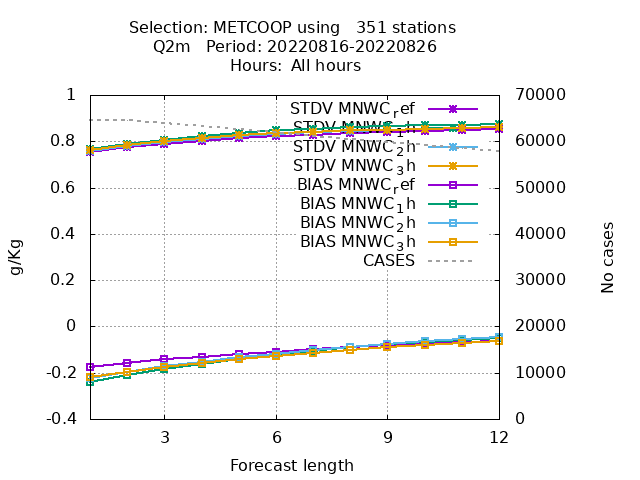 Selection: METCOOP using   351 stations
Q2m   Period: 20220816-20220826
Hours:  All hours
1
0.8
0.6
0.4
0.2
0
-0.2
-0.4
70000
60000
50000
40000
30000
20000
10000
0
3
6
9
12
g/Kg
No cases
Forecast length
STDV MNWC_ref
STDV MNWC_1h
STDV MNWC_2h
STDV MNWC_3h
BIAS MNWC_ref
BIAS MNWC_1h
BIAS MNWC_2h
BIAS MNWC_3h
CASES